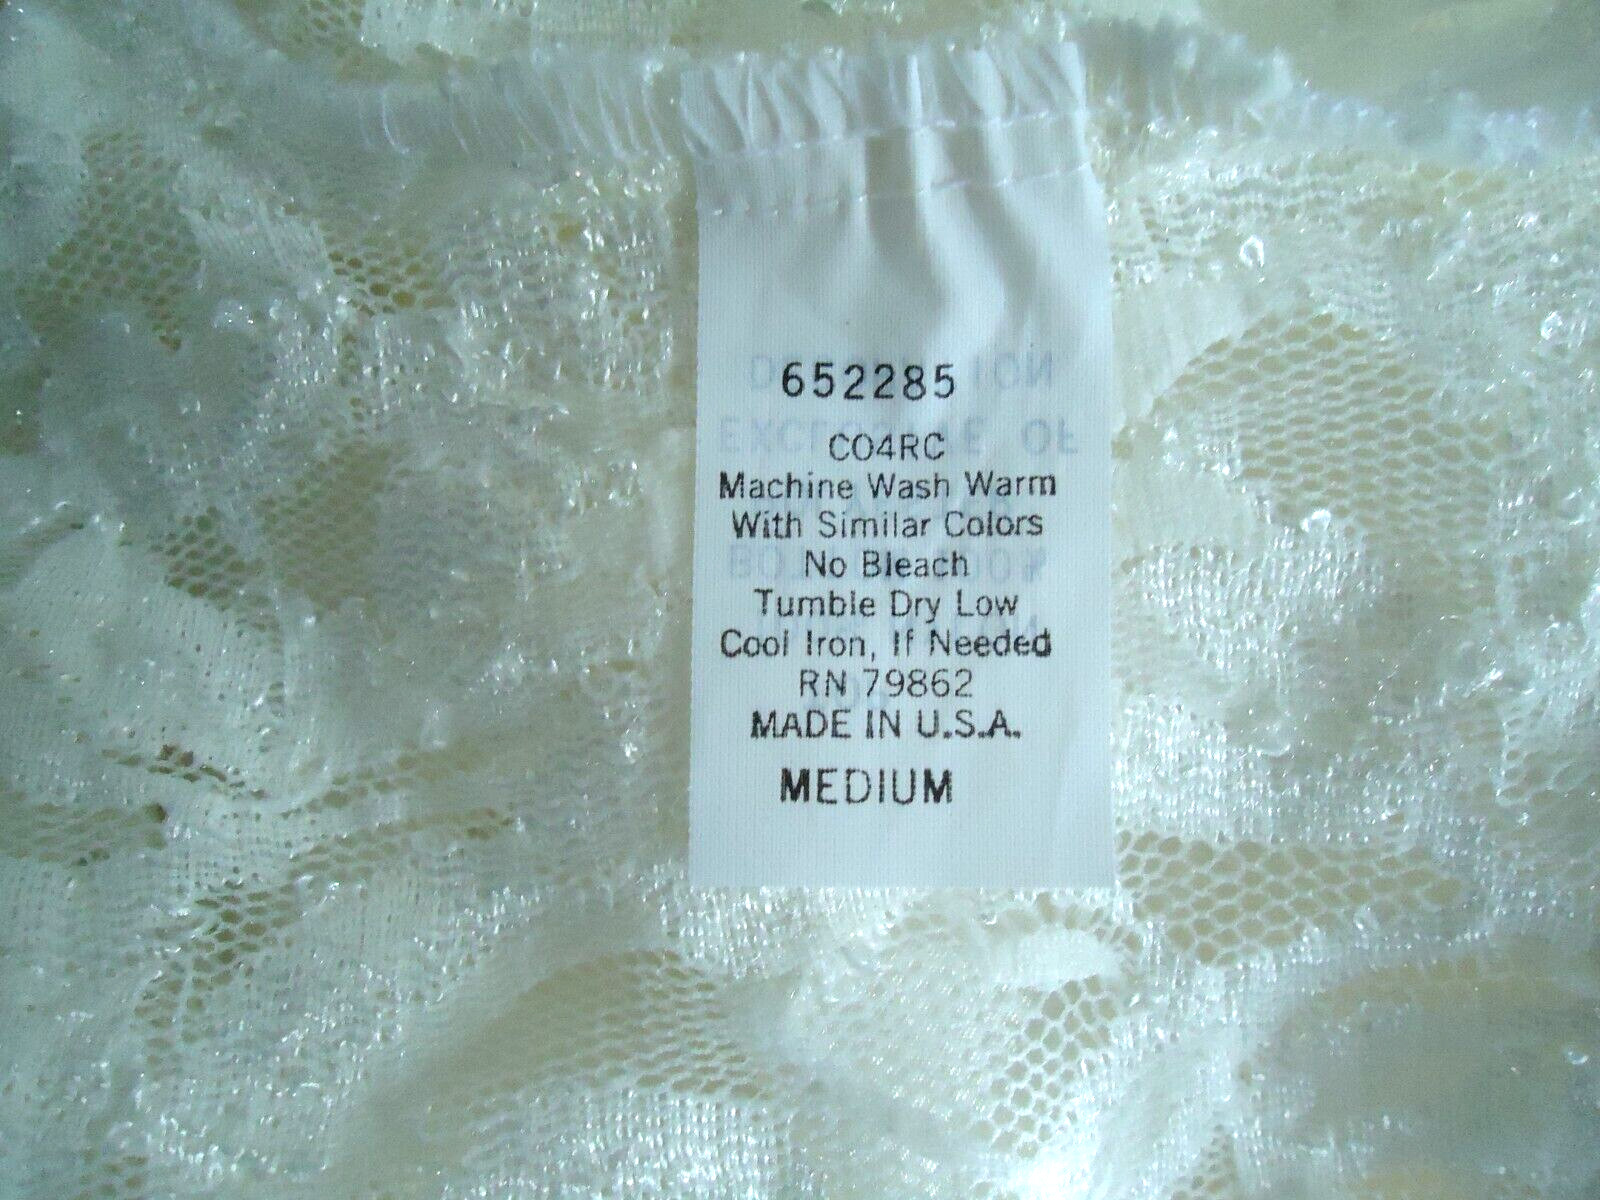 652285
CO4RC
Machine Wash Warm
With Similar Colors
No Bleach
Tumble Dry Low
Cool Iron, If Needed
RN 79862
MADE IN U.S.A.
MEDIUM